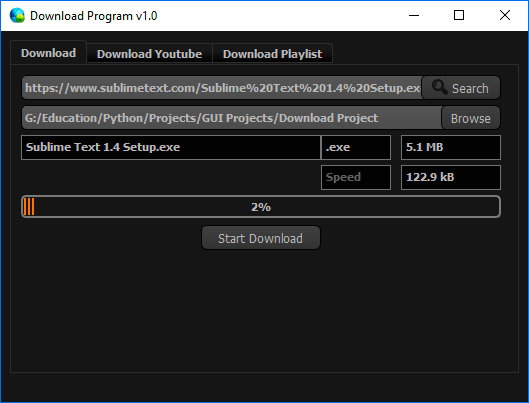 Download Program v1.0
Download Download Youtube Download Playlist
https://www.sublimetext.com/Sublime%20Text%201.4%20Setup.exe Search
G:/Education/Python/Projects/GUI Projects/Download Project Browse
Sublime Text 1.4 Setup.exe .exe 5.1 MB
Speed 122.9 kB
2%
Start Download